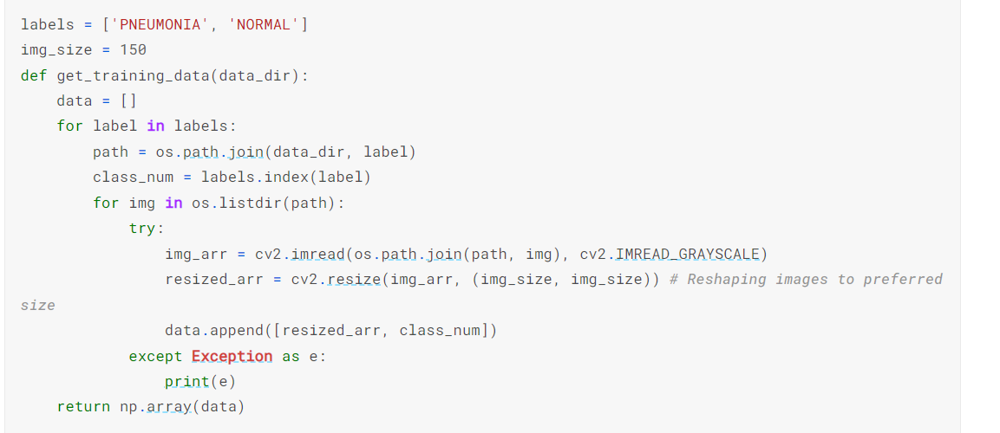 labels = ['PNEUMONIA', 'NORMAL']
img_size = 150
def get_training_data(data_dir):
    data = []
    for label in labels:
        path = os.path.join(data_dir, label)
        class_num = labels.index(label)
        for img in os.listdir(path):
            try:
                img_arr = cv2.imread(os.path.join(path, img), cv2.IMREAD_GRAYSCALE)
                resized_arr = cv2.resize(img_arr, (img_size, img_size)) # Reshaping images to preferred
size
                data.append([resized_arr, class_num])
            except Exception as e:
                print(e)
    return np.array(data)